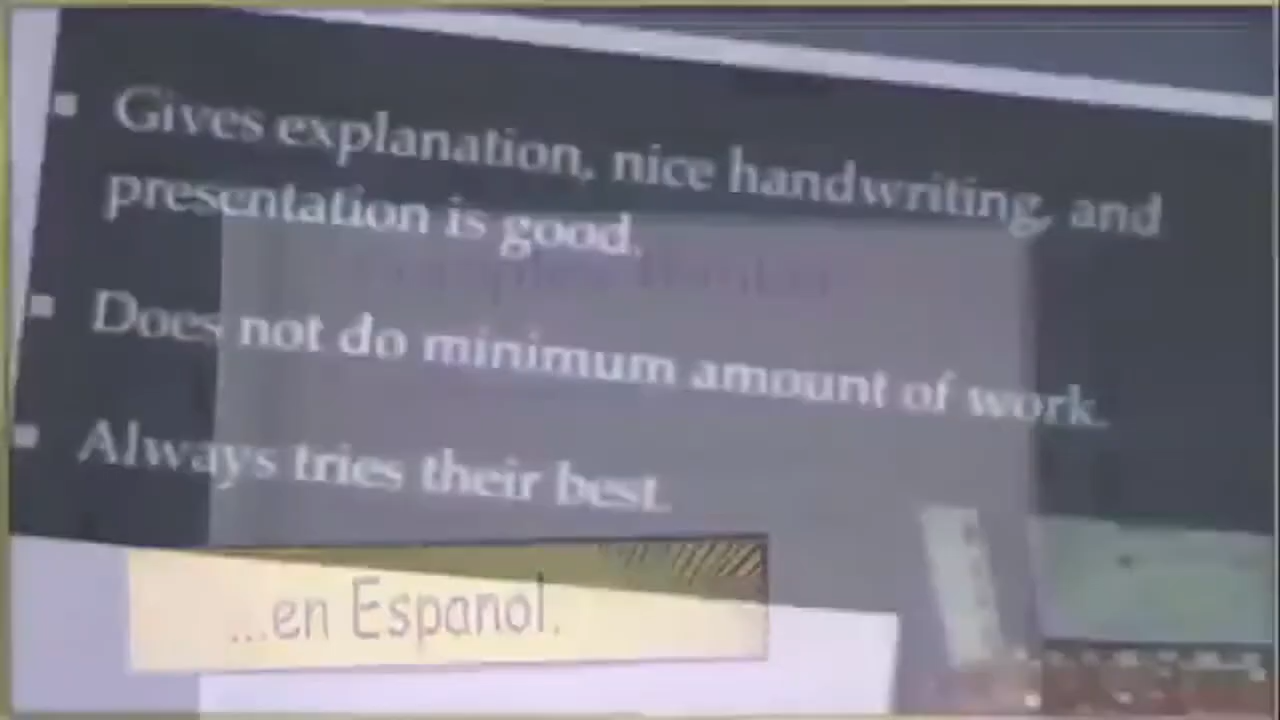 Gives explanation, nice handwriting, and
presentation is good.
Does not do minimum amount of work.
Always tries their best.
...en Espanol.